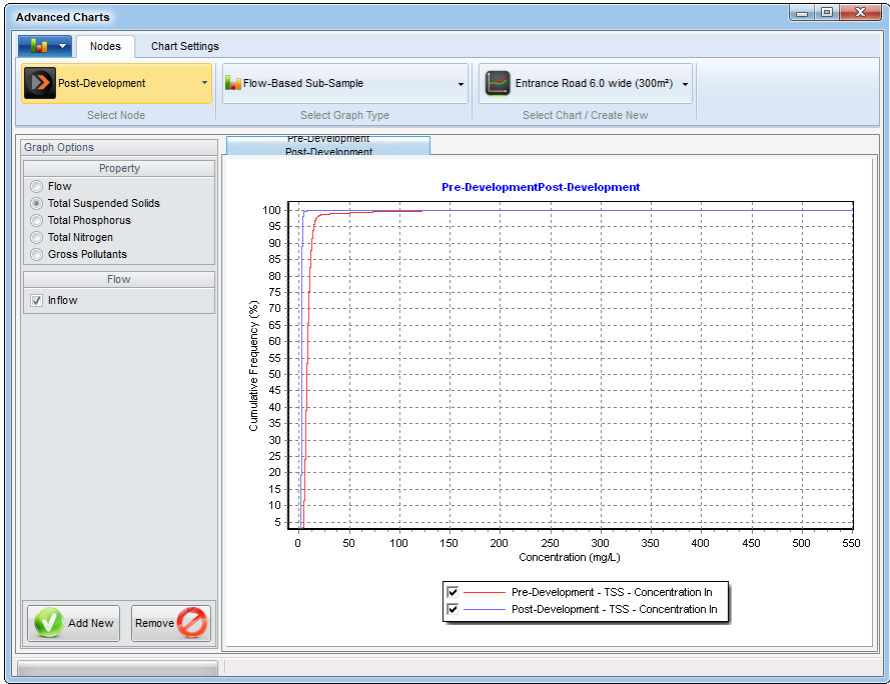 Advanced Charts
Nodes Chart Settings
Post-Development Flow-Based Sub-Sample Entrance Road 6.0 wide (300m²)
Select Node Select Graph Type Select Chart / Create New
Graph Options
Property
Flow
Total Suspended Solids
Total Phosphorus
Total Nitrogen
Gross Pollutants
Flow
Inflow
Add New Remove
Pre-Development
Post-Development
Pre-DevelopmentPost-Development
Cumulative Frequency (%)
100
95
90
85
80
75
70
65
60
55
50
45
40
35
30
25
20
15
10
5
0 50 100 150 200 250 300 350 400 450 500 550
Concentration (mg/L)
Pre-Development - TSS - Concentration In
Post-Development - TSS - Concentration In